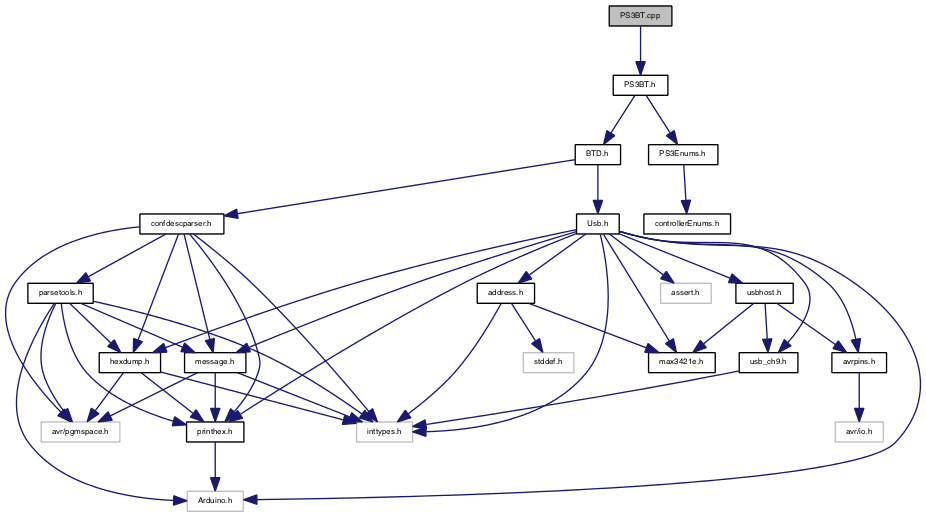 PS3BT.cpp
PS3BT.h
BTD.h
PS3Enums.h
confdescparser.h
Usb.h
controllerEnums.h
parsetools.h
address.h
assert.h
usbhost.h
hexdump.h
message.h
stddef.h
max3421e.h
usb_ch9.h
avrpins.h
avr/pgmspace.h
printhex.h
inttypes.h
avr/io.h
Arduino.h